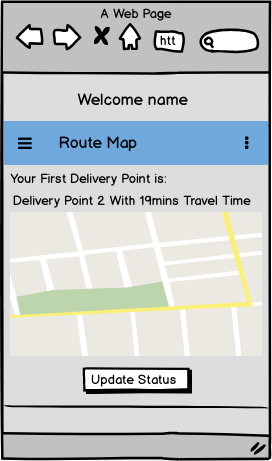 A Web Page
htt
Welcome name
Route Map
Your First Delivery Point is:
Delivery Point 2 With 19mins Travel Time
Update Status